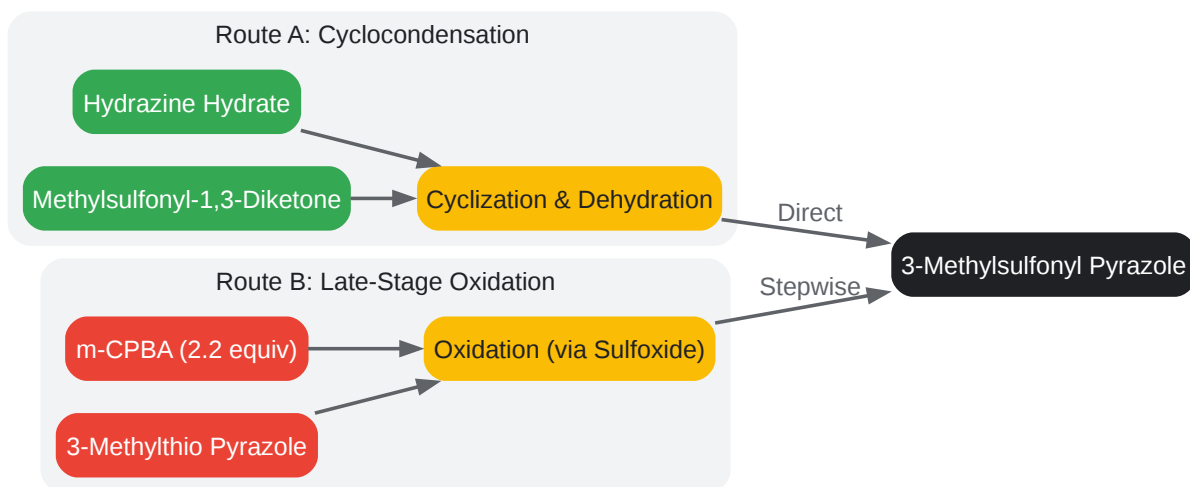 Route A: Cyclocondensation
Hydrazine Hydrate
Methylsulfonyl-1,3-Diketone
Cyclization & Dehydration
Direct
3-Methylsulfonyl Pyrazole
Route B: Late-Stage Oxidation
Stepwise
m-CPBA (2.2 equiv)
Oxidation (via Sulfoxide)
3-Methylthio Pyrazole